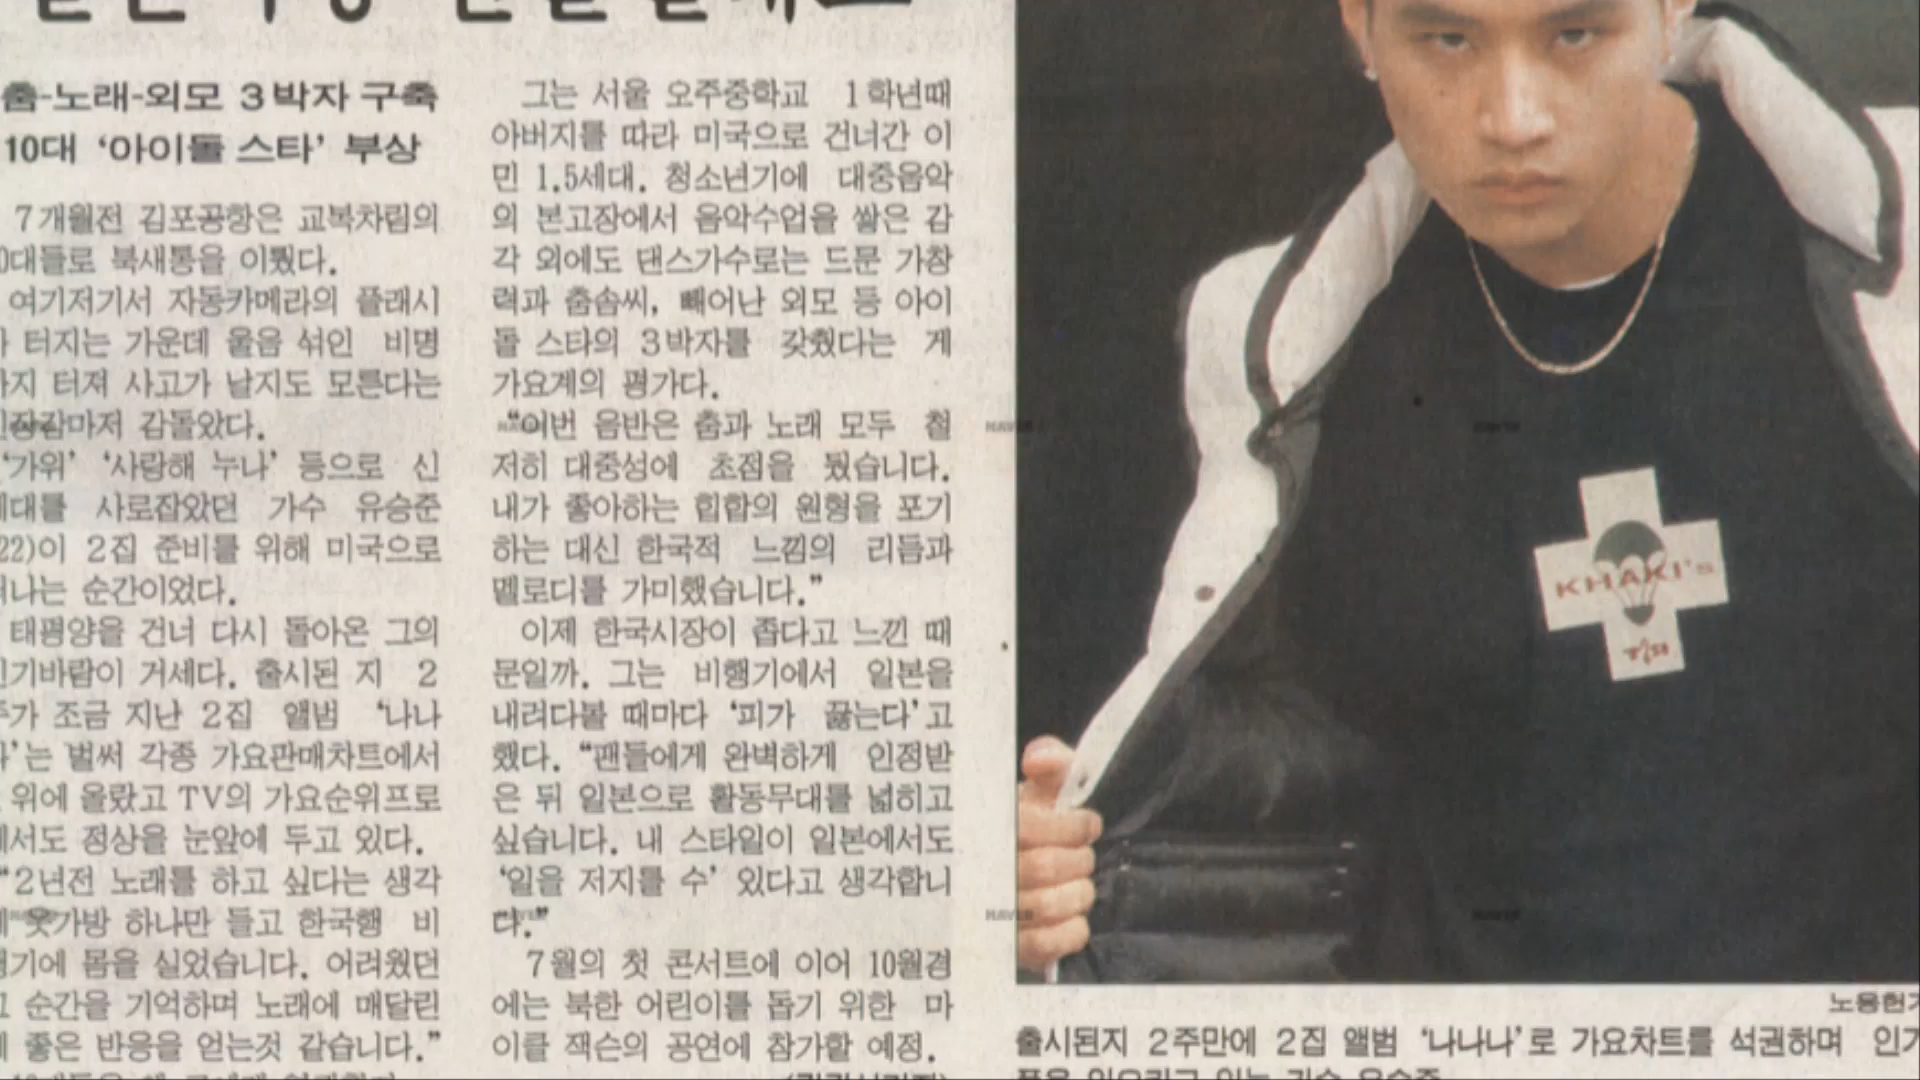 춤-노래-외모 3박자 구축
10대 ‘아이돌 스타’ 부상
7개월전 김포공항은 교복차림의
0대들로 북새통을 이뤘다.
여기저기서 자동카메라의 플래시
터지는 가운데 울음 섞인 비명
까지 터져 사고가 날지도 모른다는
긴장감마저 감돌았다.
‘가위’ ‘사랑해 누나’ 등으로 신
세대를 사로잡았던 가수 유승준
22)이 2집 준비를 위해 미국으로
떠나는 순간이었다.
태평양을 건너 다시 돌아온 그의
인기바람이 거세다. 출시된 지 2
주가 조금 지난 2집 앨범 ‘나나
나’는 벌써 각종 가요판매차트에서
위에 올랐고 TV의 가요순위프로
에서도 정상을 눈앞에 두고 있다.
“2년전 노래를 하고 싶다는 생각
에 옷가방 하나만 들고 한국행 비
행기에 몸을 실었습니다. 어려웠던
그 순간을 기억하며 노래에 매달린
게 좋은 반응을 얻는것 같습니다.”
그는 서울 오주중학교 1학년때
아버지를 따라 미국으로 건너간 이
민 1.5세대. 청소년기에 대중음악
의 본고장에서 음악수업을 쌓은 감
각 외에도 댄스가수로는 드문 가창
력과 춤솜씨, 빼어난 외모 등 아이
돌 스타의 3박자를 갖췄다는 게
가요계의 평가다.
“이번 음반은 춤과 노래 모두 철
저히 대중성에 초점을 뒀습니다.
내가 좋아하는 힙합의 원형을 포기
하는 대신 한국적 느낌의 리듬과
멜로디를 가미했습니다.”
이제 한국시장이 좁다고 느낀 때
문일까. 그는 비행기에서 일본을
내려다볼 때마다 ‘피가 끓는다’고
했다. “팬들에게 완벽하게 인정받
은 뒤 일본으로 활동무대를 넓히고
싶습니다. 내 스타일이 일본에서도
‘일을 저지를 수’ 있다고 생각합니
다.”
7월의 첫 콘서트에 이어 10월경
에는 북한 어린이를 돕기 위한 마
이클 잭슨의 공연에 참가할 예정.
KHAKI's
노용헌기
출시된지 2주만에 2집 앨범 ‘나나나’로 가요차트를 석권하며 인기